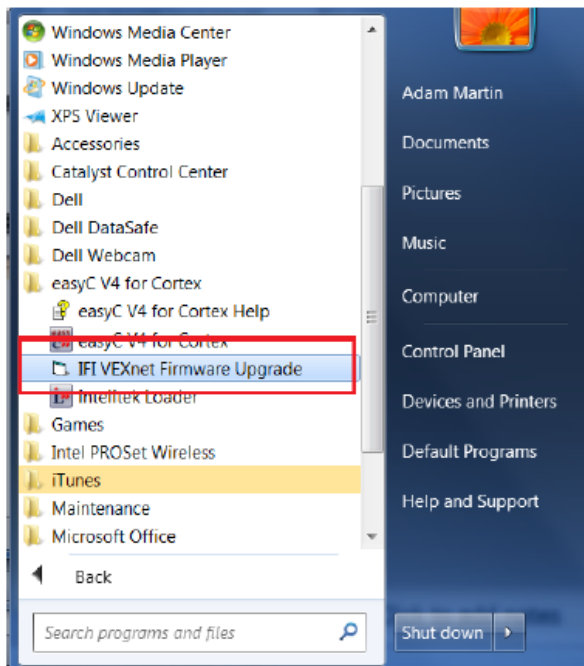 Windows Media Center
Windows Media Player
Windows Update
XPS Viewer
Accessories
Catalyst Control Center
Dell
Dell DataSafe
Dell Webcam
easyC V4 for Cortex
easyC V4 for Cortex Help
easyC V4 for Cortex
IFI VEXnet Firmware Upgrade
Intelitek Loader
Games
Intel PROSet Wireless
iTunes
Maintenance
Microsoft Office
Back
Search programs and files
Adam Martin
Documents
Pictures
Music
Computer
Control Panel
Devices and Printers
Default Programs
Help and Support
Shut down